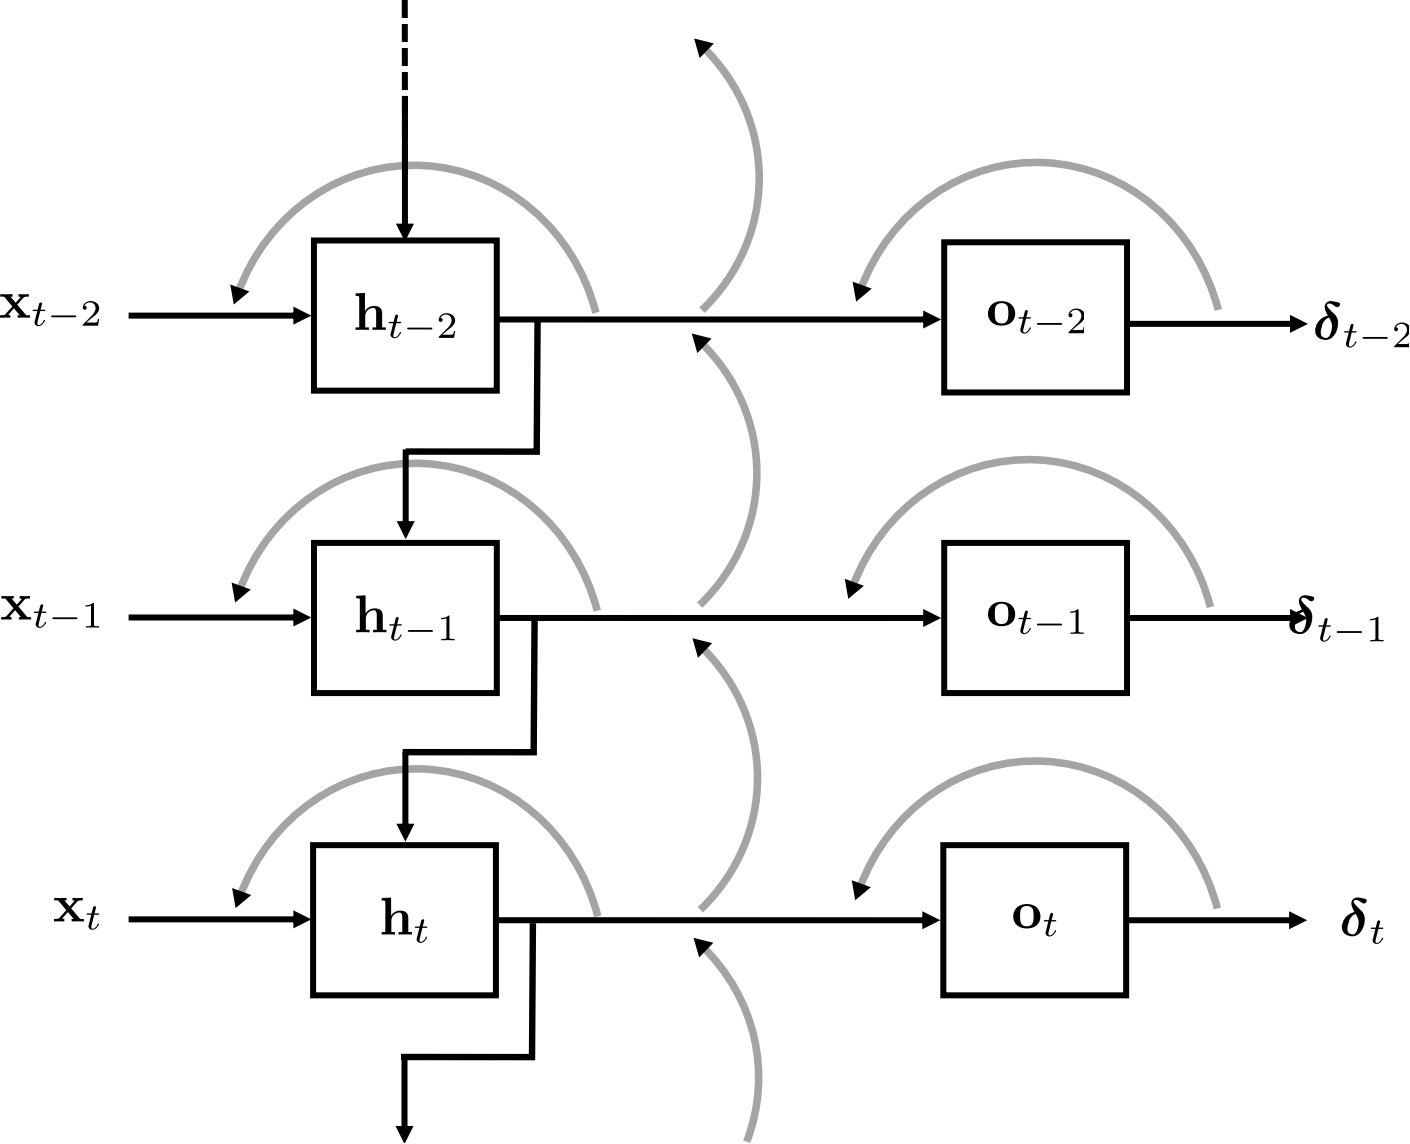 x_{t-2} h_{t-2} o_{t-2} δ_{t-2}
x_{t-1} h_{t-1} o_{t-1} δ_{t-1}
x_t h_t o_t δ_t